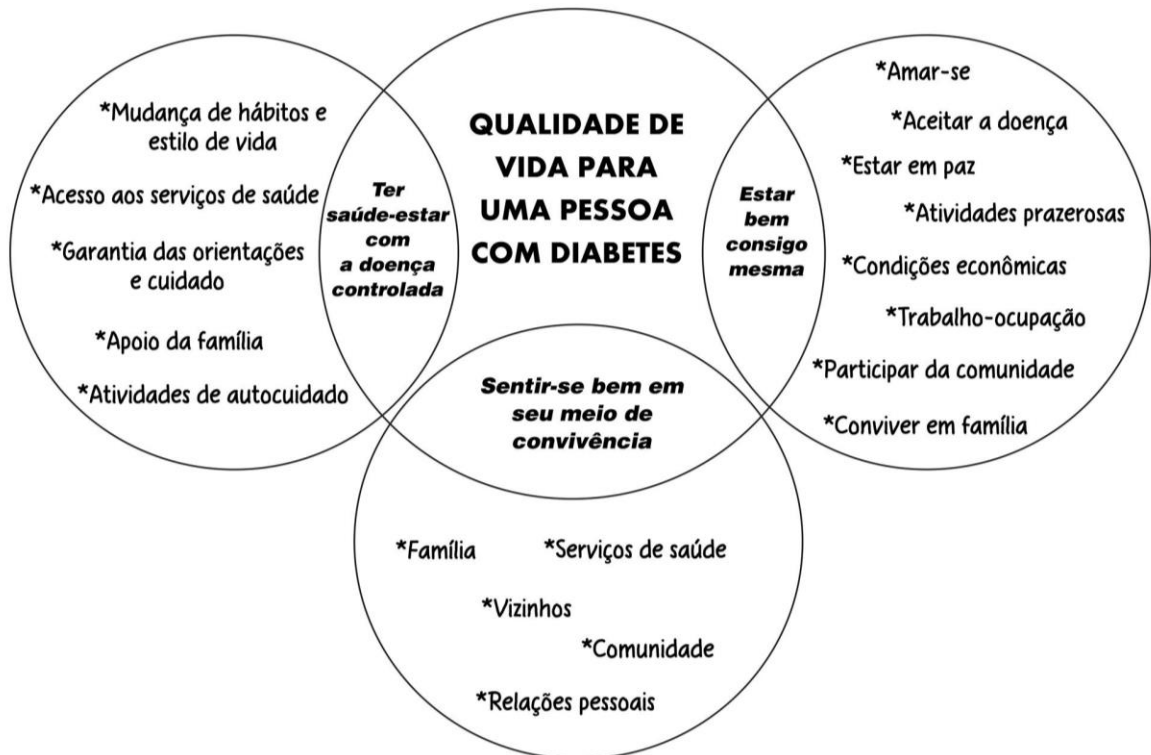 QUALIDADE DE
VIDA PARA
UMA PESSOA
COM DIABETES
*Mudança de hábitos e
estilo de vida
*Acesso aos serviços de saúde
*Garantia das orientações
e cuidado
*Apoio da família
*Atividades de autocuidado
Ter
saúde-estar
com
a doença
controlada
Estar
bem
consigo
mesma
*Amar-se
*Aceitar a doença
*Estar em paz
*Atividades prazerosas
*Condições econômicas
*Trabalho-ocupação
*Participar da comunidade
*Conviver em família
Sentir-se bem em
seu meio de
convivência
*Família
*Serviços de saúde
*Vizinhos
*Comunidade
*Relações pessoais